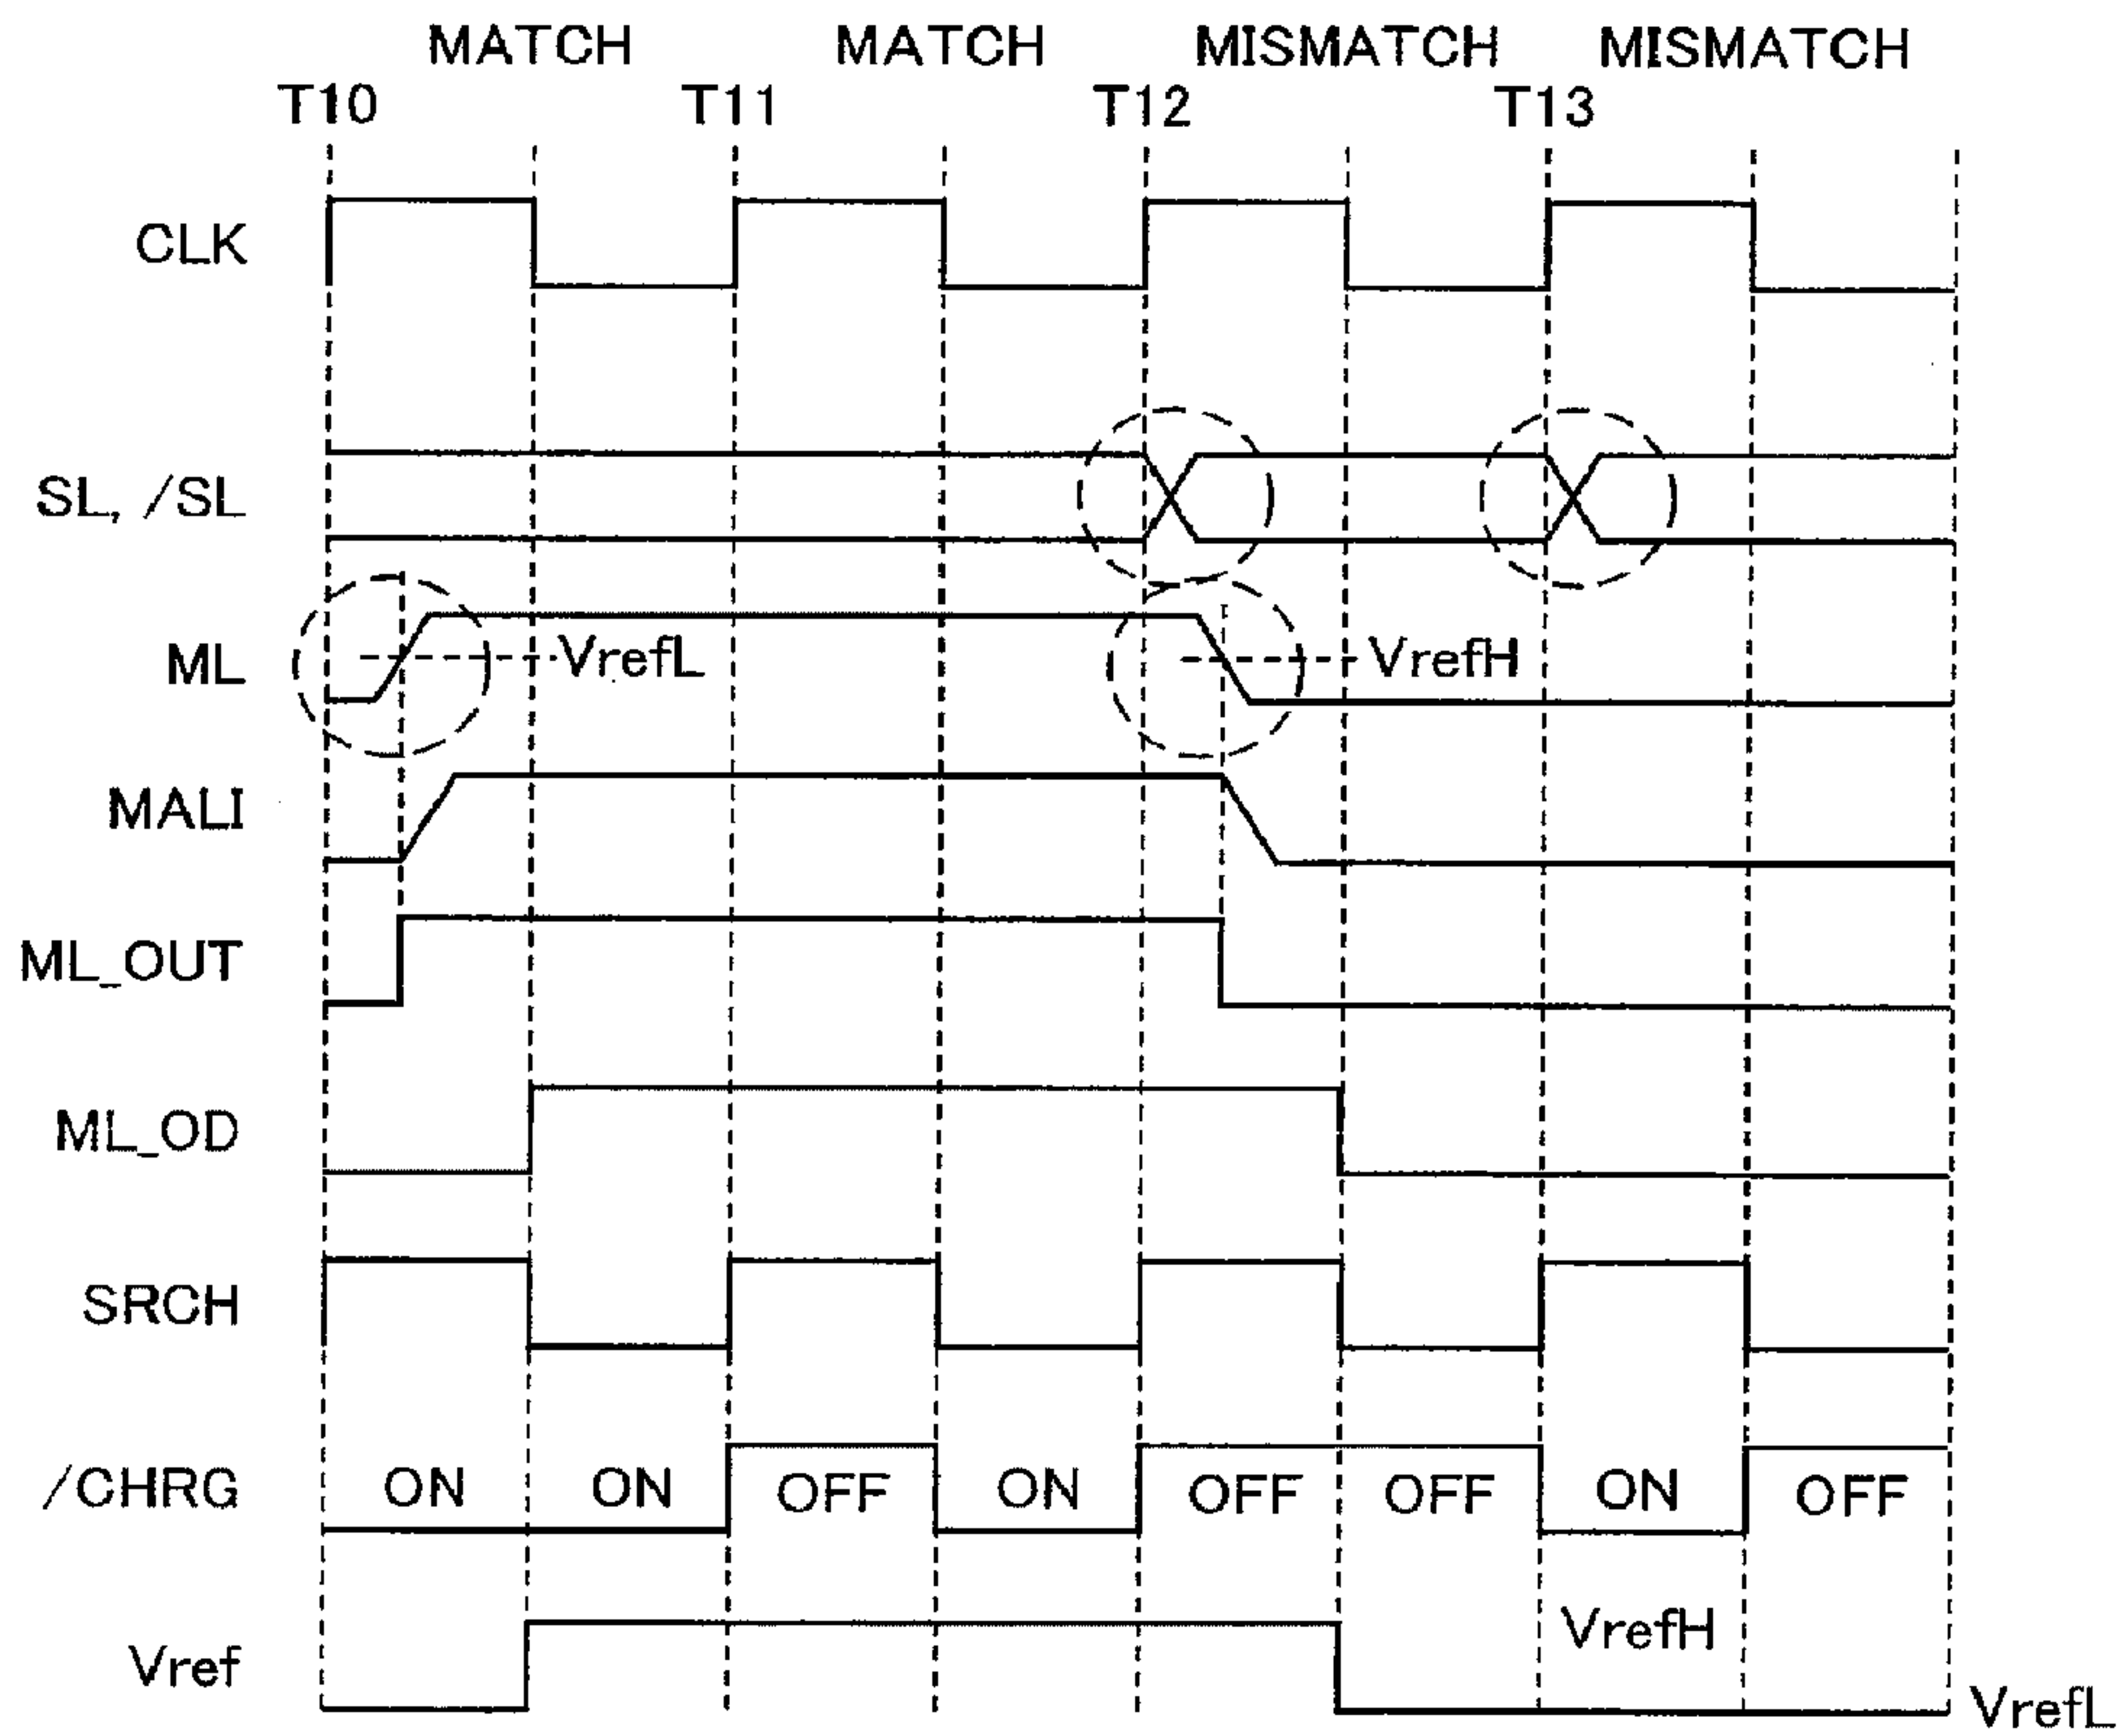 MATCH MATCH MISMATCH MISMATCH
T10 T11 T12 T13
CLK
SL, /SL
ML VrefL VrefH
MALI
ML_OUT
ML_OD
SRCH
/CHRG ON ON OFF ON OFF OFF ON OFF
VrefH
Vref
VrefL